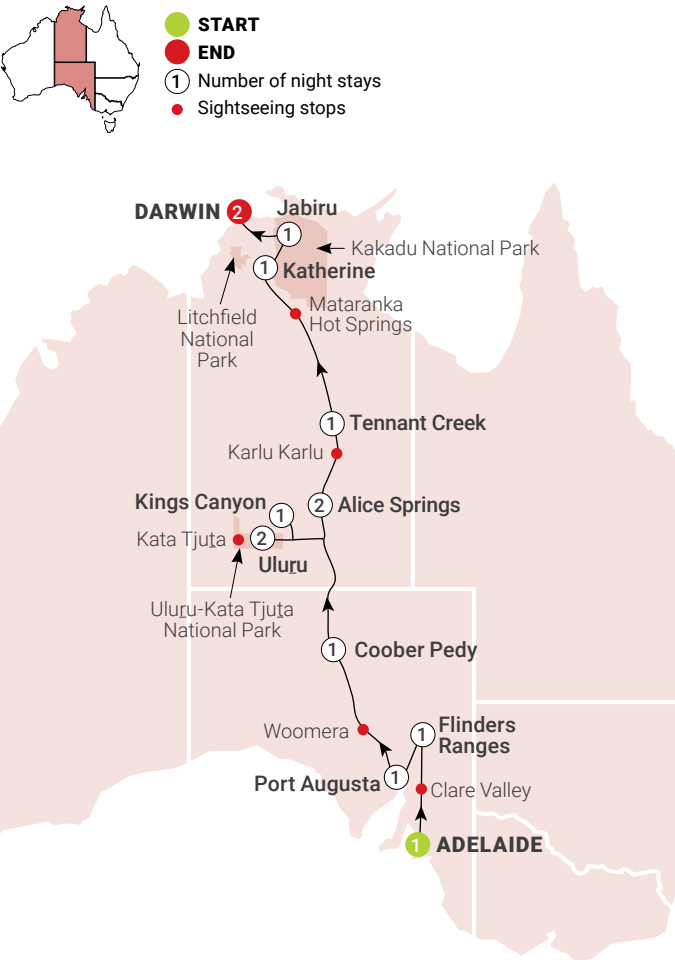 START
END
1 Number of night stays
Sightseeing stops
DARWIN 2
Jabiru
1
Kakadu National Park
1 Katherine
Litchfield
National
Park
Mataranka
Hot Springs
1 Tennant Creek
Karlu Karlu
Kings Canyon
1
2 Alice Springs
Kata Tjuṯa
2
Uluṟu
Uluṟu-Kata Tjuṯa
National Park
1 Coober Pedy
Woomera
1
Flinders
Ranges
Port Augusta 1
Clare Valley
1 ADELAIDE